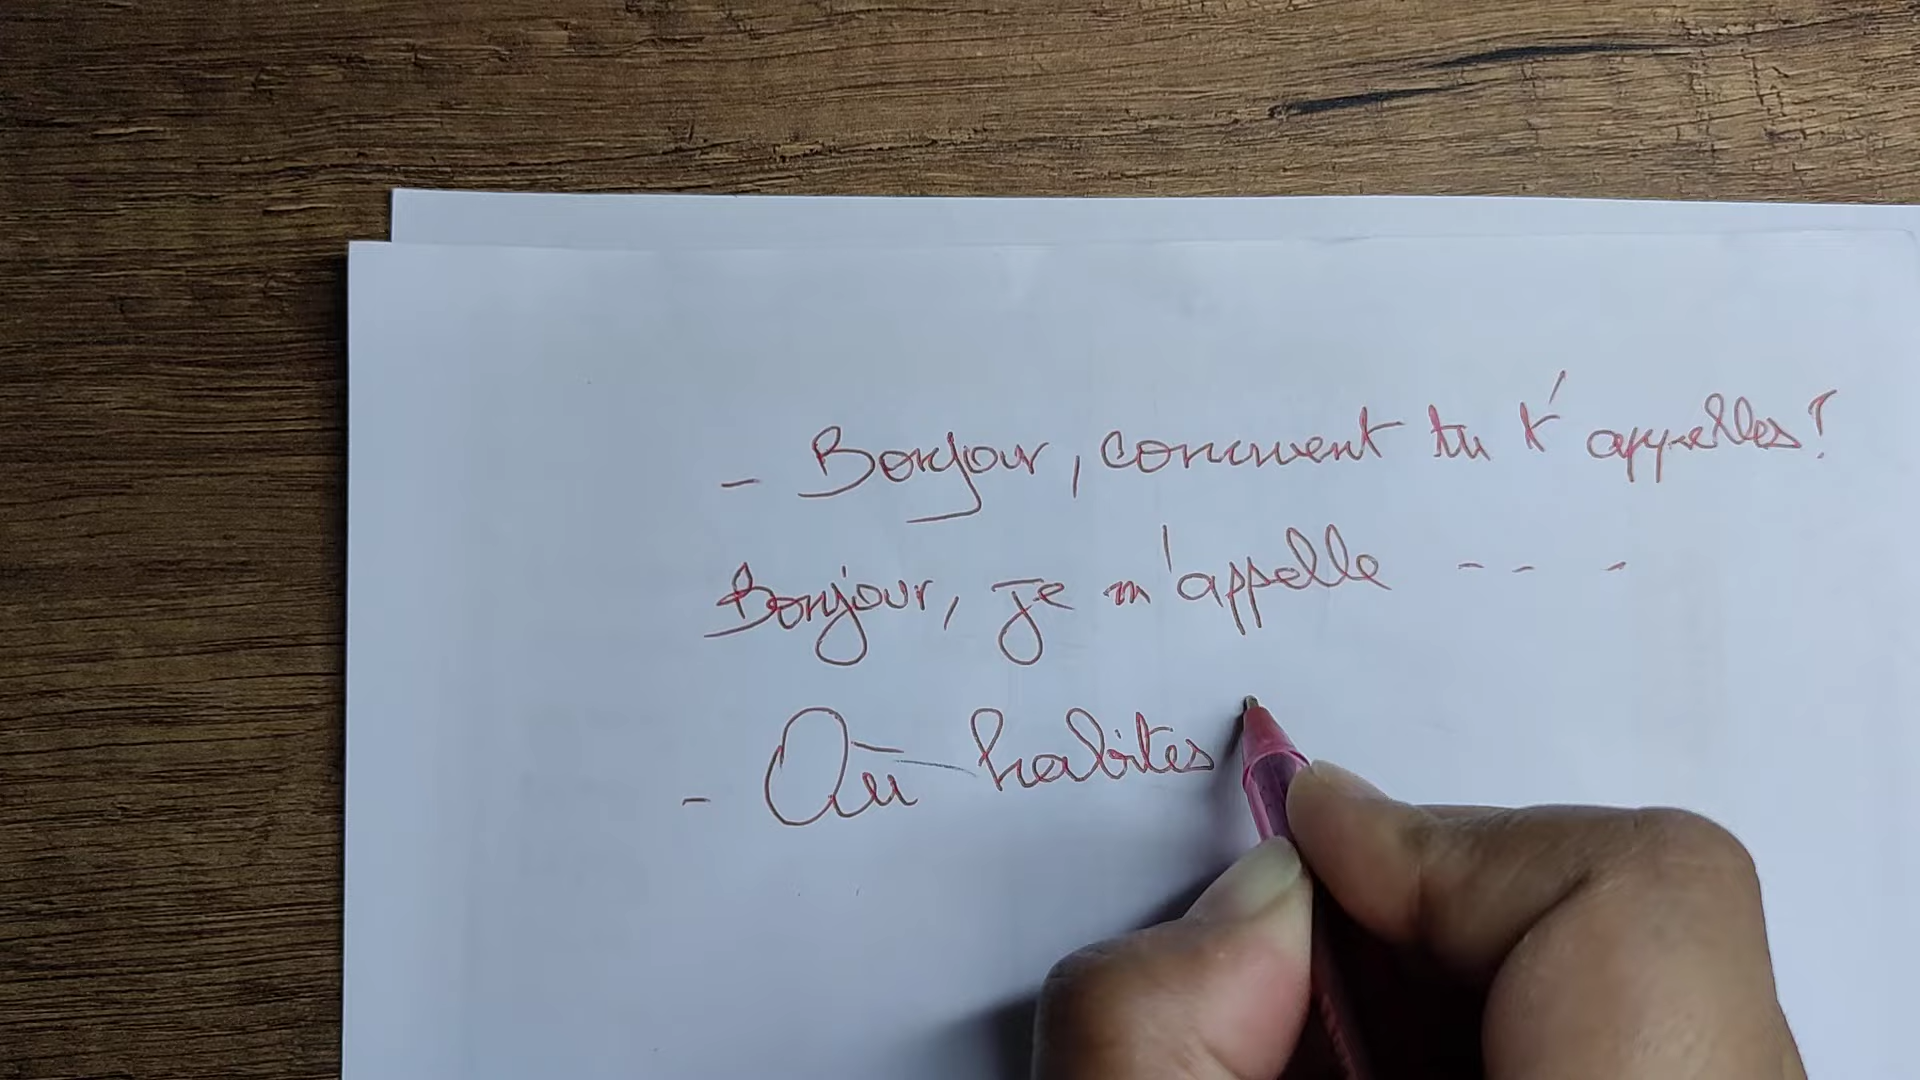 - Bonjour, comment tu t'appelles?
Bonjour, je m'appelle -- -
- Où habites